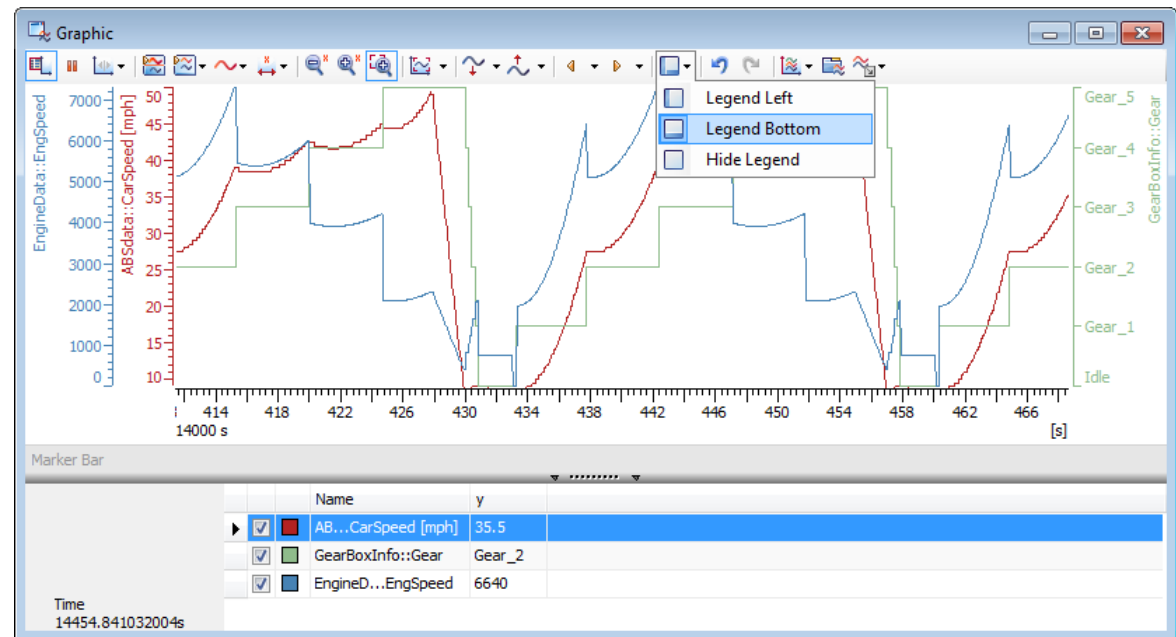 Graphic
Legend Left
Legend Bottom
Hide Legend
EngineData::EngSpeed
7000
6000
5000
4000
3000
2000
1000
0
ABSdata::CarSpeed [mph]
50
45
40
35
30
25
20
15
10
Gear_5
Gear_4
Gear_3
Gear_2
Gear_1
Idle
GearBoxInfo::Gear
414 418 422 426 430 434 438 442 446 450 454 458 462 466
14000 s [s]
Marker Bar
Name y
AB...CarSpeed [mph] 35.5
GearBoxInfo::Gear Gear_2
EngineD...EngSpeed 6640
Time
14454.841032004s